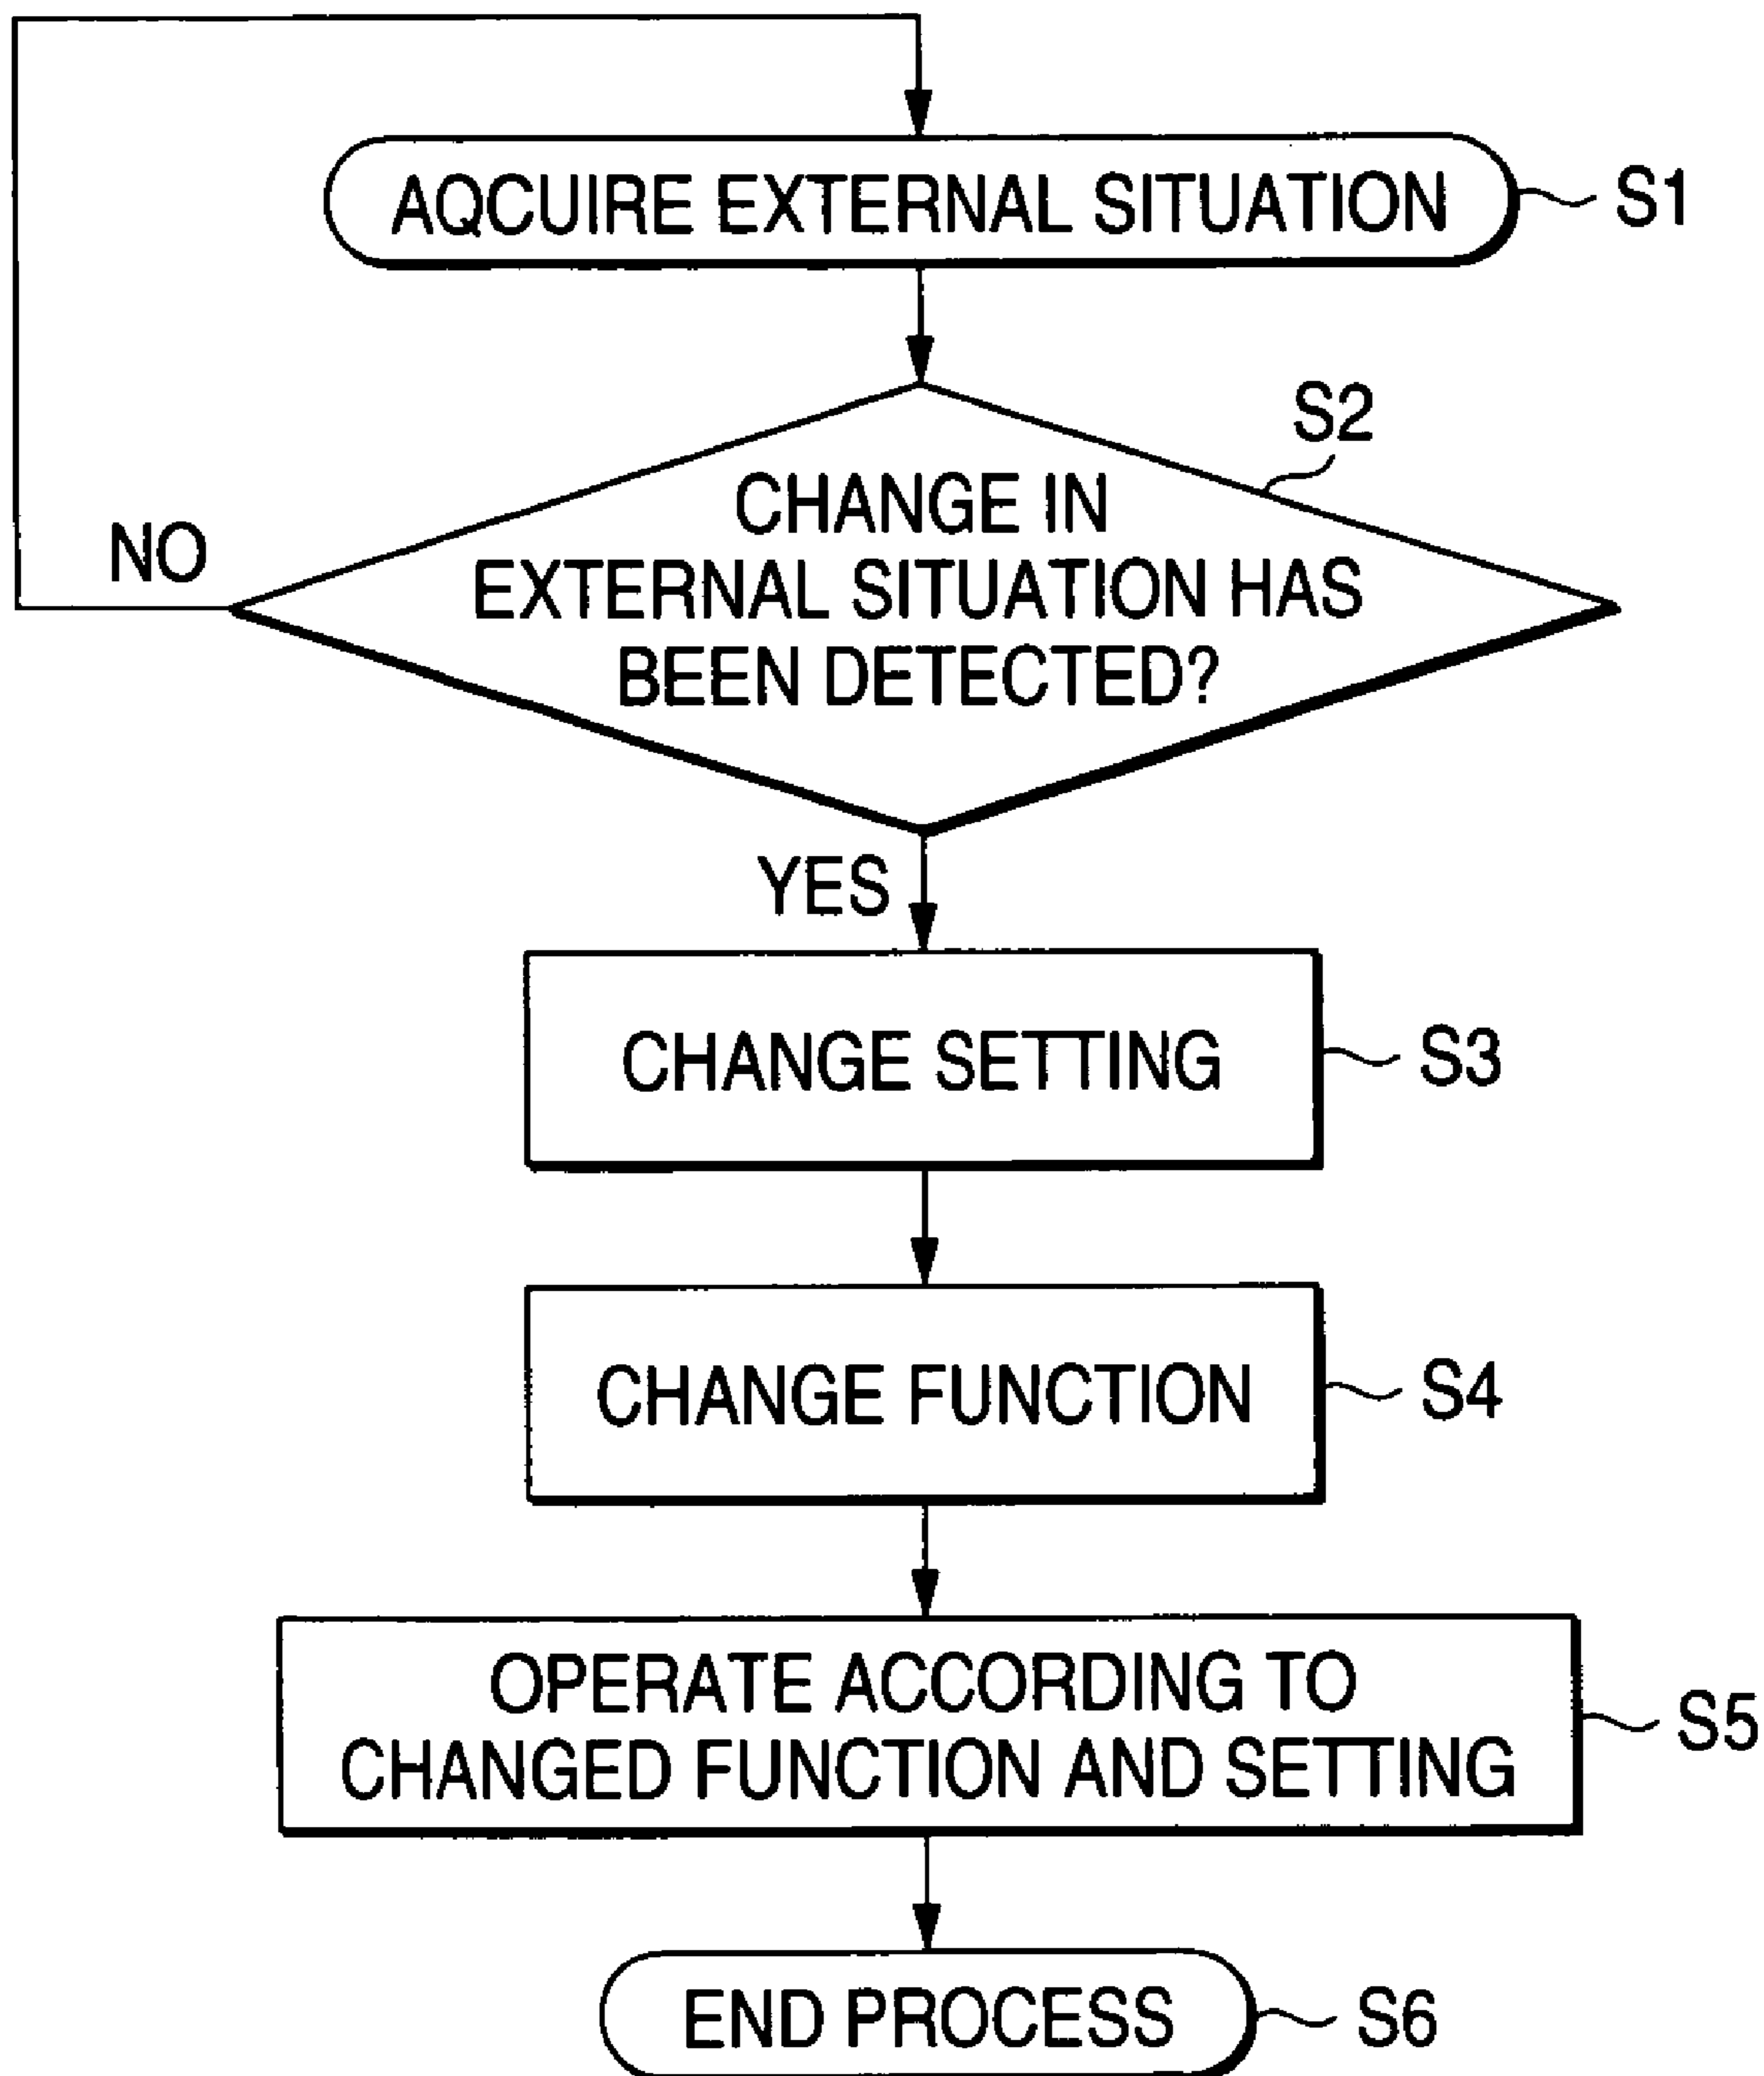 AQCUIRE EXTERNAL SITUATION
S1
S2
CHANGE IN
EXTERNAL SITUATION HAS
BEEN DETECTED?
NO
YES
CHANGE SETTING
S3
CHANGE FUNCTION
S4
OPERATE ACCORDING TO
CHANGED FUNCTION AND SETTING
S5
END PROCESS
S6